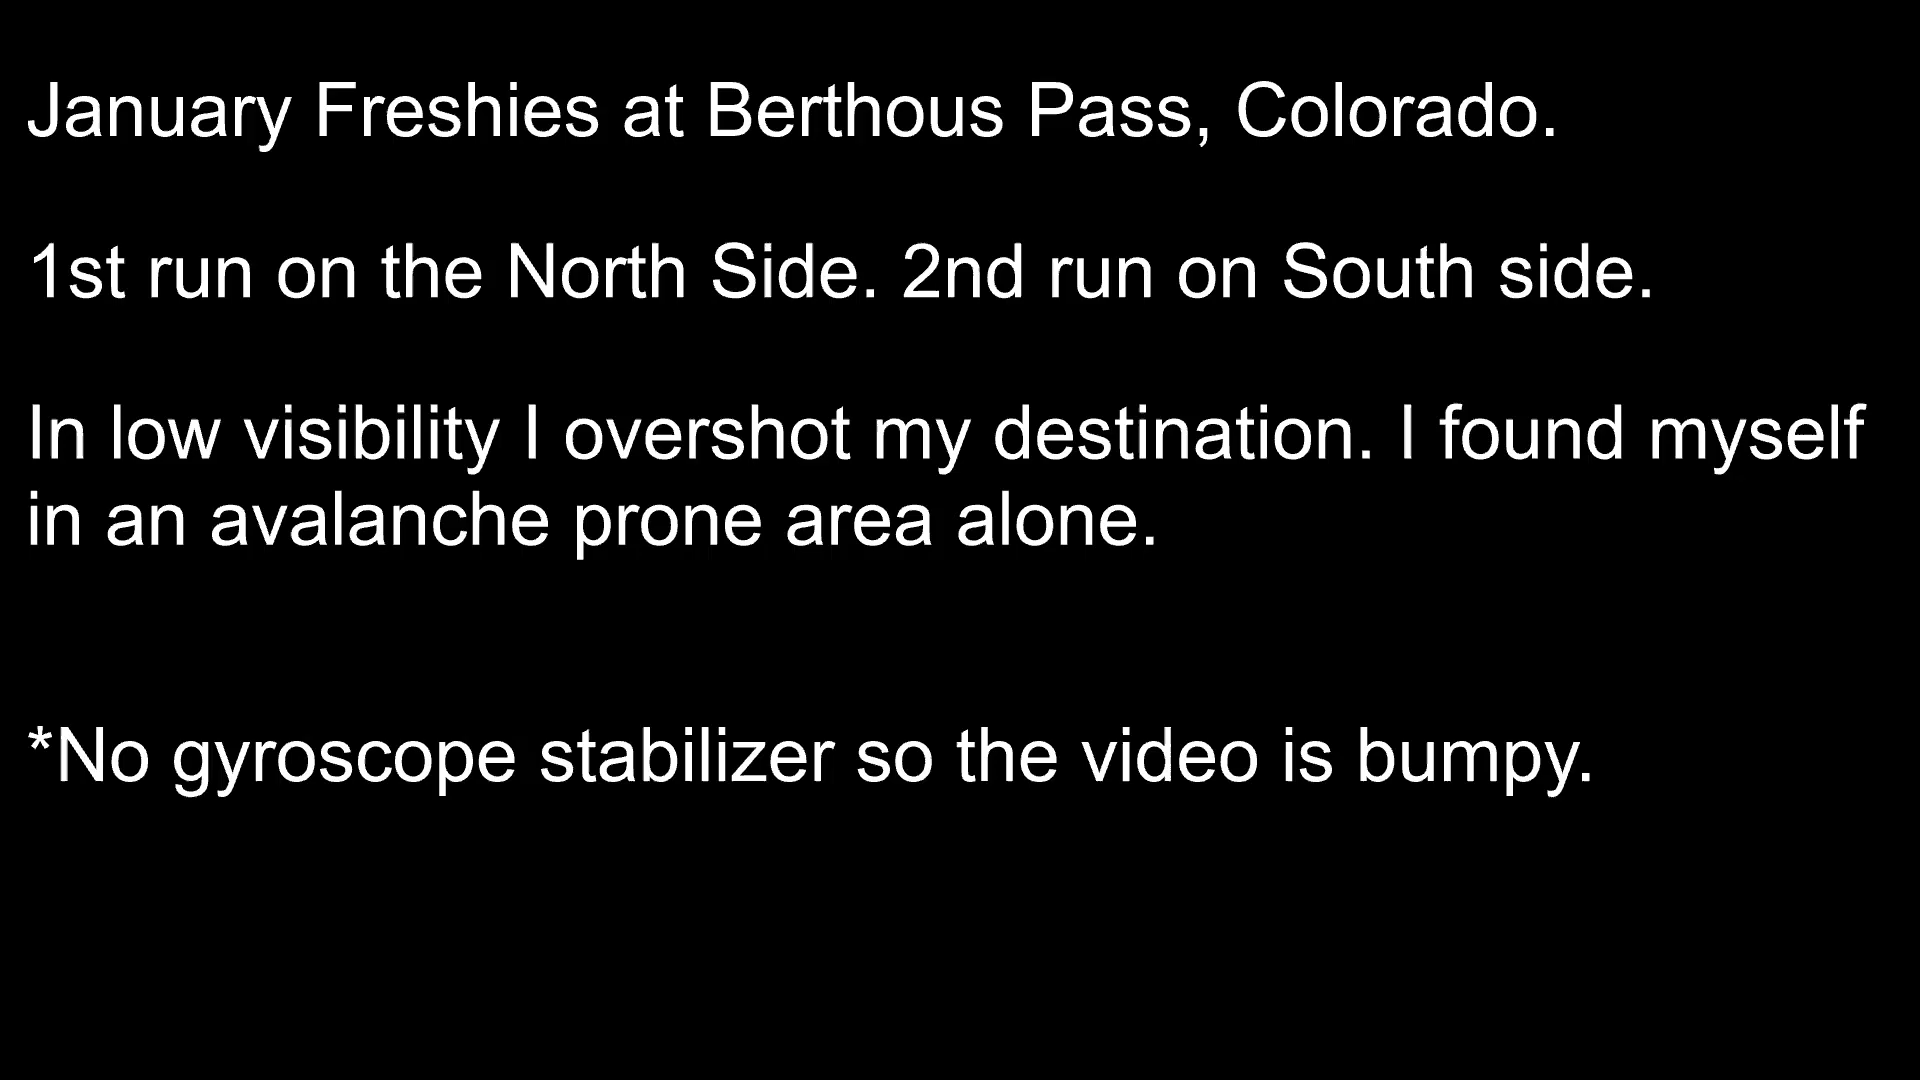 January Freshies at Berthous Pass, Colorado.
1st run on the North Side. 2nd run on South side.
In low visibility I overshot my destination. I found myself
in an avalanche prone area alone.
*No gyroscope stabilizer so the video is bumpy.